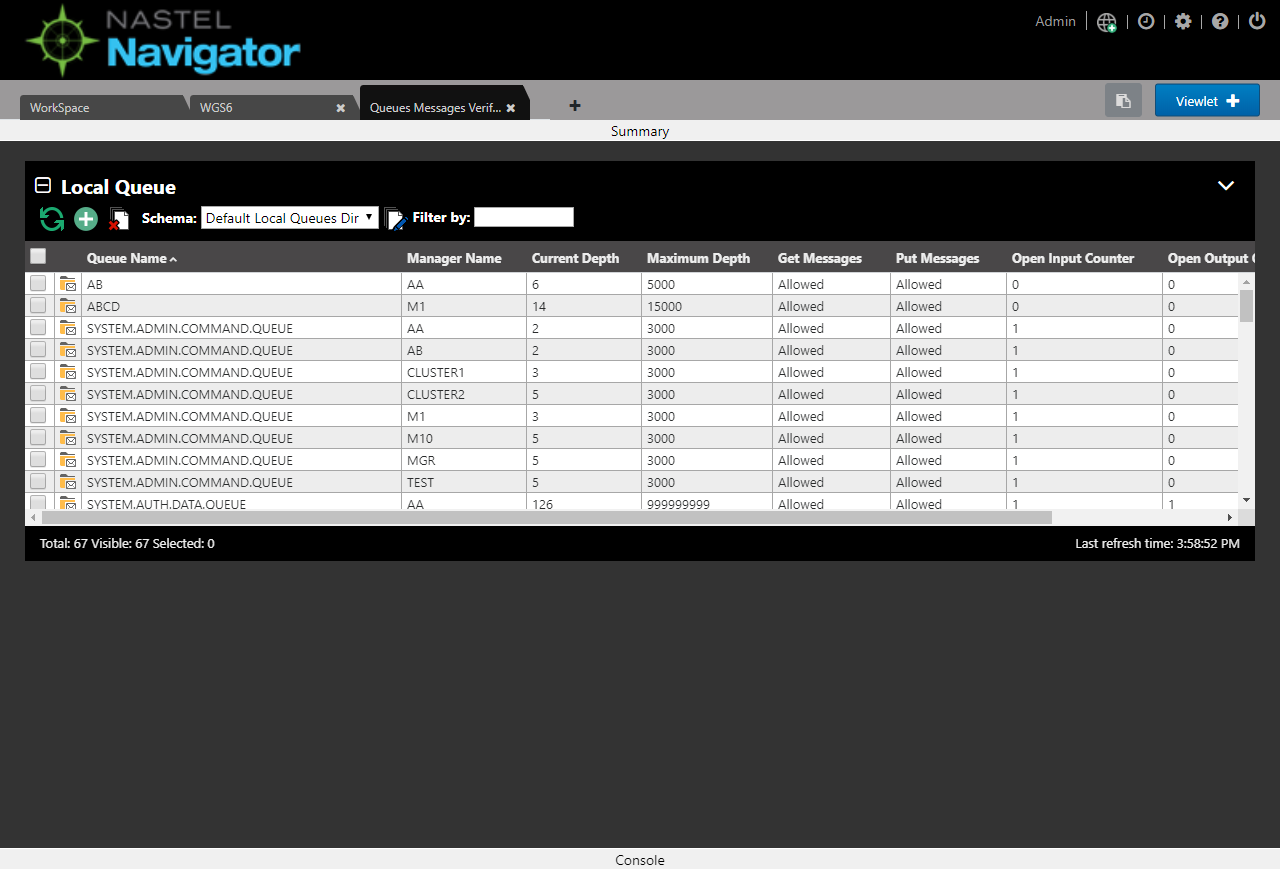 NASTEL
Navigator
Admin
WorkSpace
WGS6
Queues Messages Verif...
Viewlet
Summary
Local Queue
Schema: Default Local Queues Dir Filter by:
Queue Name Manager Name Current Depth Maximum Depth Get Messages Put Messages Open Input Counter Open Output
AB AA 6 5000 Allowed Allowed 0 0
ABCD M1 14 15000 Allowed Allowed 0 0
SYSTEM.ADMIN.COMMAND.QUEUE AA 2 3000 Allowed Allowed 1 0
SYSTEM.ADMIN.COMMAND.QUEUE AB 2 3000 Allowed Allowed 1 0
SYSTEM.ADMIN.COMMAND.QUEUE CLUSTER1 3 3000 Allowed Allowed 1 0
SYSTEM.ADMIN.COMMAND.QUEUE CLUSTER2 5 3000 Allowed Allowed 1 0
SYSTEM.ADMIN.COMMAND.QUEUE M1 3 3000 Allowed Allowed 1 0
SYSTEM.ADMIN.COMMAND.QUEUE M10 5 3000 Allowed Allowed 1 0
SYSTEM.ADMIN.COMMAND.QUEUE MGR 5 3000 Allowed Allowed 1 0
SYSTEM.ADMIN.COMMAND.QUEUE TEST 5 3000 Allowed Allowed 1 0
SYSTEM.AUTH.DATA.QUEUE AA 126 999999999 Allowed Allowed 1 1
Total: 67 Visible: 67 Selected: 0
Last refresh time: 3:58:52 PM
Console